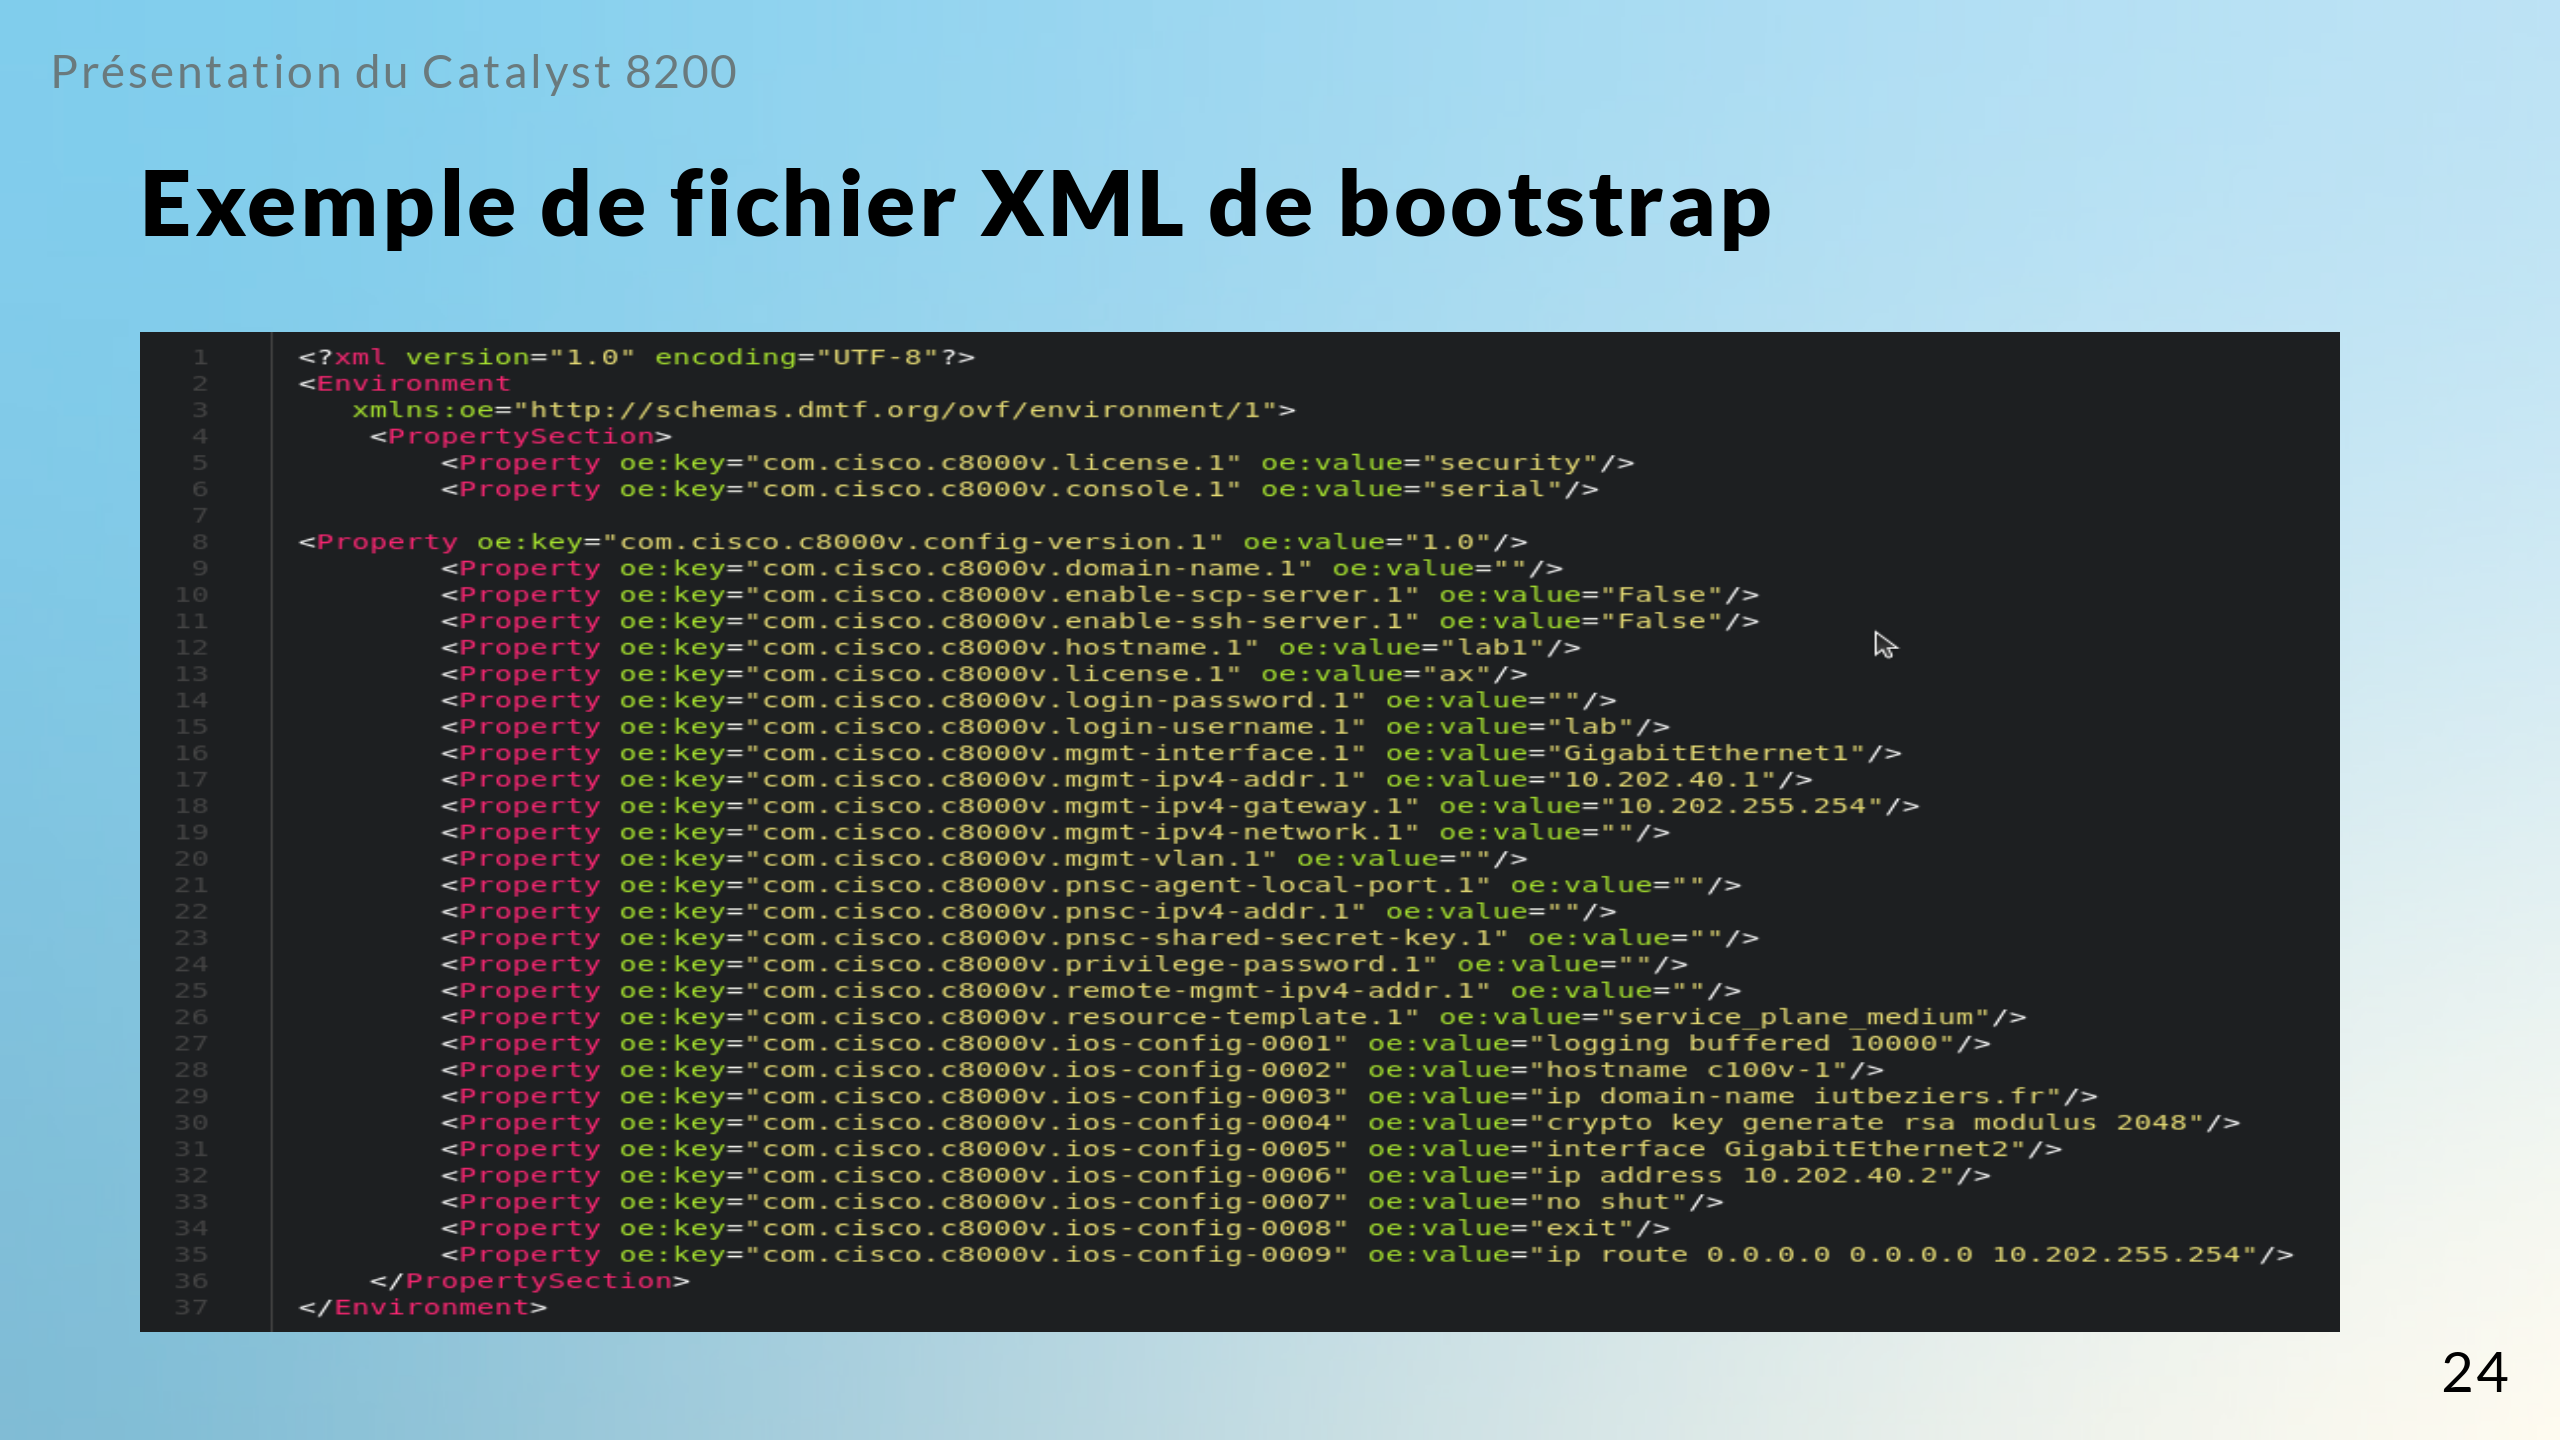 Présentation du Catalyst 8200
Exemple de fichier XML de bootstrap
1 <?xml version="1.0" encoding="UTF-8"?>
2 <Environment
3 xmlns:oe="http://schemas.dmtf.org/ovf/environment/1">
4 <PropertySection>
5 <Property oe:key="com.cisco.c8000v.license.1" oe:value="security"/>
6 <Property oe:key="com.cisco.c8000v.console.1" oe:value="serial"/>
7
8 <Property oe:key="com.cisco.c8000v.config-version.1" oe:value="1.0"/>
9 <Property oe:key="com.cisco.c8000v.domain-name.1" oe:value=""/>
10 <Property oe:key="com.cisco.c8000v.enable-scp-server.1" oe:value="False"/>
11 <Property oe:key="com.cisco.c8000v.enable-ssh-server.1" oe:value="False"/>
12 <Property oe:key="com.cisco.c8000v.hostname.1" oe:value="lab1"/>
13 <Property oe:key="com.cisco.c8000v.license.1" oe:value="ax"/>
14 <Property oe:key="com.cisco.c8000v.login-password.1" oe:value=""/>
15 <Property oe:key="com.cisco.c8000v.login-username.1" oe:value="lab"/>
16 <Property oe:key="com.cisco.c8000v.mgmt-interface.1" oe:value="GigabitEthernet1"/>
17 <Property oe:key="com.cisco.c8000v.mgmt-ipv4-addr.1" oe:value="10.202.40.1"/>
18 <Property oe:key="com.cisco.c8000v.mgmt-ipv4-gateway.1" oe:value="10.202.255.254"/>
19 <Property oe:key="com.cisco.c8000v.mgmt-ipv4-network.1" oe:value=""/>
20 <Property oe:key="com.cisco.c8000v.mgmt-vlan.1" oe:value=""/>
21 <Property oe:key="com.cisco.c8000v.pnsc-agent-local-port.1" oe:value=""/>
22 <Property oe:key="com.cisco.c8000v.pnsc-ipv4-addr.1" oe:value=""/>
23 <Property oe:key="com.cisco.c8000v.pnsc-shared-secret-key.1" oe:value=""/>
24 <Property oe:key="com.cisco.c8000v.privilege-password.1" oe:value=""/>
25 <Property oe:key="com.cisco.c8000v.remote-mgmt-ipv4-addr.1" oe:value=""/>
26 <Property oe:key="com.cisco.c8000v.resource-template.1" oe:value="service_plane_medium"/>
27 <Property oe:key="com.cisco.c8000v.ios-config-0001" oe:value="logging buffered 10000"/>
28 <Property oe:key="com.cisco.c8000v.ios-config-0002" oe:value="hostname c100v-1"/>
29 <Property oe:key="com.cisco.c8000v.ios-config-0003" oe:value="ip domain-name iutbeziers.fr"/>
30 <Property oe:key="com.cisco.c8000v.ios-config-0004" oe:value="crypto key generate rsa modulus 2048"/>
31 <Property oe:key="com.cisco.c8000v.ios-config-0005" oe:value="interface GigabitEthernet2"/>
32 <Property oe:key="com.cisco.c8000v.ios-config-0006" oe:value="ip address 10.202.40.2"/>
33 <Property oe:key="com.cisco.c8000v.ios-config-0007" oe:value="no shut"/>
34 <Property oe:key="com.cisco.c8000v.ios-config-0008" oe:value="exit"/>
35 <Property oe:key="com.cisco.c8000v.ios-config-0009" oe:value="ip route 0.0.0.0 0.0.0.0 10.202.255.254"/>
36 </PropertySection>
37 </Environment>
24